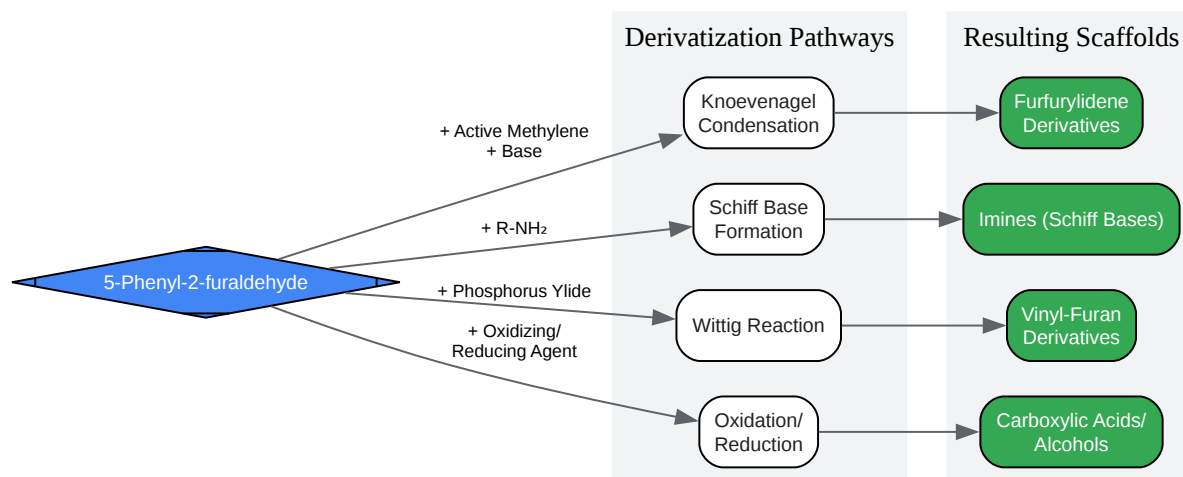 Derivatization Pathways
Resulting Scaffolds
Knoevenagel
Condensation
Furfurylidene
Derivatives
+ Active Methylene
+ Base
Schiff Base
Formation
Imines (Schiff Bases)
+ R-NH₂
5-Phenyl-2-furaldehyde
+ Phosphorus Ylide
Wittig Reaction
Vinyl-Furan
Derivatives
+ Oxidizing/
Reducing Agent
Oxidation/
Reduction
Carboxylic Acids/
Alcohols